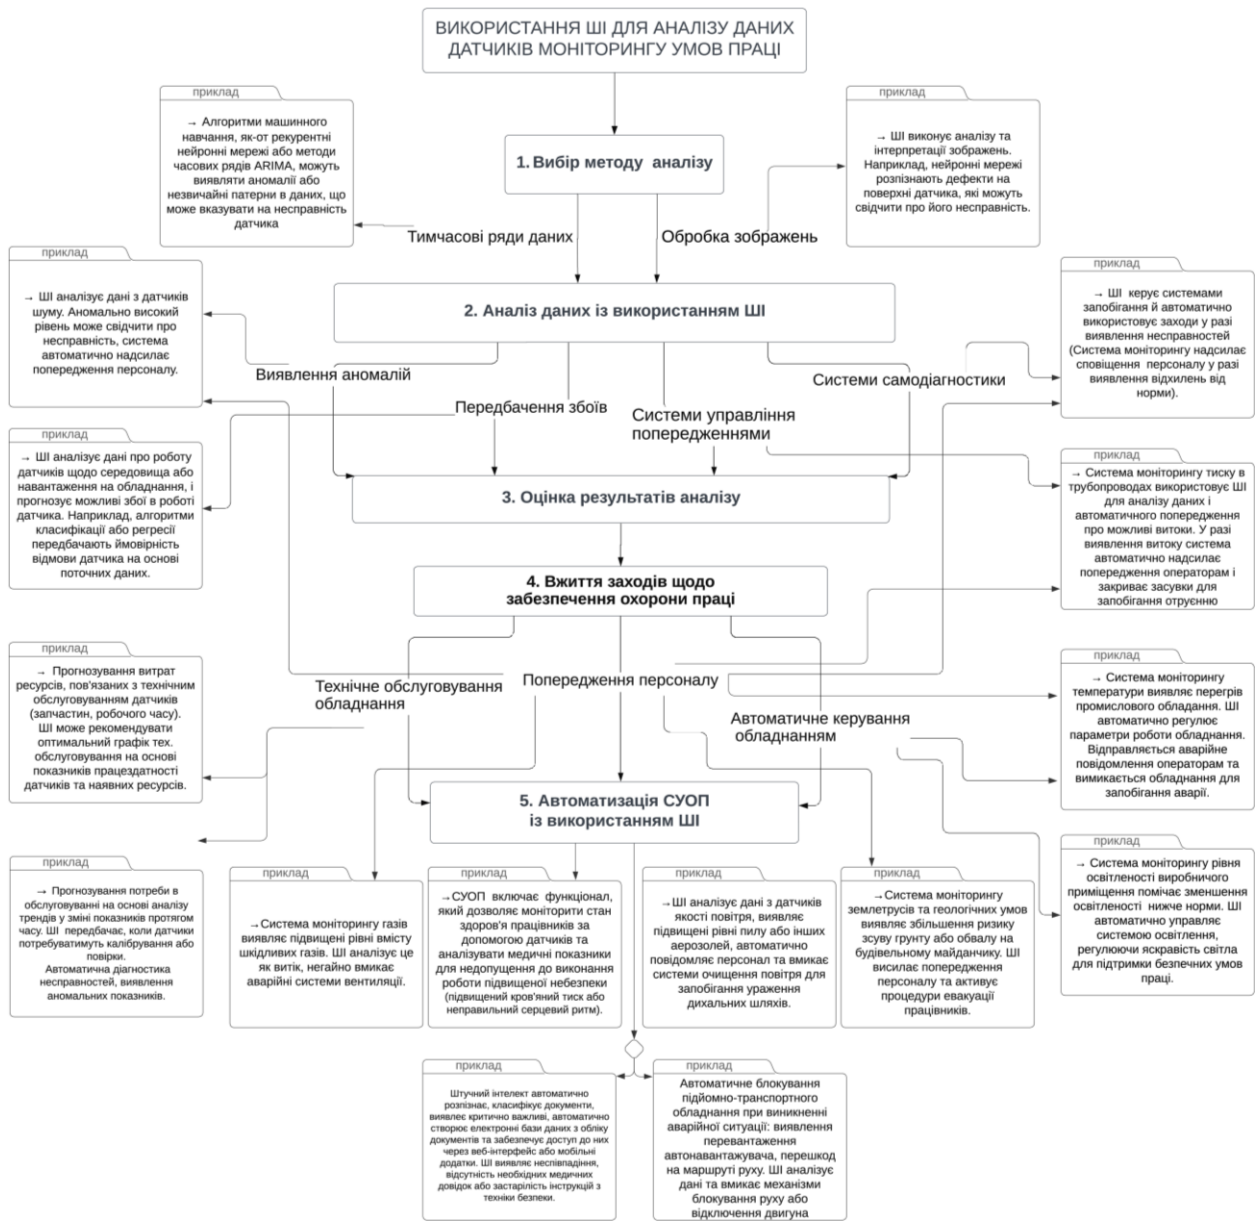 ВИКОРИСТАННЯ ШІ ДЛЯ АНАЛІЗУ ДАНИХ
ДАТЧИКІВ МОНІТОРИНГУ УМОВ ПРАЦІ
приклад
→ Алгоритми машинного
навчання, як-от рекурентні
нейронні мережі або методи
часових рядів ARIMA, можуть
виявляти аномалії або
незвичайні патерни в даних, що
може вказувати на несправність
датчика
1. Вибір методу аналізу
приклад
→ ШІ виконує аналізу та
інтерпретації зображень.
Наприклад, нейронні мережі
розпізнають дефекти на
поверхні датчика, які можуть
свідчити про його несправність.
Тимчасові ряди даних
Обробка зображень
приклад
→ ШІ аналізує дані з датчиків
шуму. Аномально високий
рівень може свідчити про
несправність, система
автоматично надсилає
попередження персоналу.
2. Аналіз даних із використанням ШІ
приклад
→ ШІ керує системами
запобігання й автоматично
використовує заходи у разі
виявлення несправностей
(Система моніторингу надсилає
сповіщення персоналу у разі
виявлення відхилень від
норми).
Виявлення аномалій
Передбачення збоїв
Системи управління
попередженнями
Системи самодіагностики
приклад
→ ШІ аналізує дані про роботу
датчиків щодо середовища або
навантаження на обладнання, і
прогнозує можливі збої в роботі
датчика. Наприклад, алгоритми
класифікації або регресії
передбачають ймовірність
відмови датчика на основі
поточних даних.
3. Оцінка результатів аналізу
приклад
→ Система моніторингу тиску в
трубопроводах використовує ШІ
для аналізу даних і
автоматичного попередження
про можливі витоки. У разі
виявлення витоку система
автоматично надсилає
попередження операторам і
закриває засувки для
запобігання отруєнню
4. Вжиття заходів щодо
забезпечення охорони праці
приклад
→ Прогнозування витрат
ресурсів, пов'язаних з технічним
обслуговуванням датчиків
(запчастин, робочого часу).
ШІ може рекомендувати
оптимальний графік тех.
обслуговування на основі
показників працездатності
датчиків та наявних ресурсів.
Технічне обслуговування
обладнання
Попередження персоналу
Автоматичне керування
обладнанням
приклад
→ Система моніторингу
температури виявляє перегрів
промислового обладання. ШІ
автоматично регулює
параметри роботи обладнання.
Відправляється аварійне
повідомлення операторам та
вимикається обладнання для
запобігання аварії.
5. Автоматизація СУОП
із використанням ШІ
приклад
→ Прогнозування потреби в
обслуговуванні на основі аналізу
трендів у зміні показників протягом
часу. ШІ передбачає, коли датчики
потребуватимуть калібрування або
повірки.
Автоматична діагностика
несправностей, виявлення
аномальних показників.
приклад
→Система моніторингу газів
виявляє підвищені рівні вмісту
шкідливих газів. ШІ аналізує це
як витік, негайно вмикає
аварійні системи вентиляції.
приклад
→СУОП включає функціонал,
який дозволяє моніторити стан
здоров'я працівників за
допомогою датчиків та
аналізувати медичні показники
для недопущення до виконання
роботи підвищеної небезпеки
(підвищений кров'яний тиск або
неправильний серцевий ритм).
приклад
→ШІ аналізує дані з датчиків
якості повітря, виявляє
підвищені рівні пилу або інших
аерозолей, автоматично
повідомляє персонал та вмикає
системи очищення повітря для
запобігання ураження
дихальних шляхів.
приклад
→Система моніторингу
землетрусів та геологічних умов
виявляє збільшення ризику
зсуву грунту або обвалу на
будівельному майданчику. ШІ
висилає попередження
персоналу та активує
процедури евакуації
працівників.
приклад
→ Система моніторингу рівня
освітленості виробничого
приміщення помічає зменшення
освітленості нижче норми. ШІ
автоматично управляє
системою освітлення,
регулюючи яскравість світла
для підтримки безпечних умов
праці.
приклад
Штучний інтелект автоматично
розпізнає, класифікує документи,
виявляє критично важливі, автоматично
створює електронні бази даних з обліку
документів та забезпечує доступ до них
через веб-інтерфейс або мобільні
додатки. ШІ виявляє неспівпадіння,
відсутність необхідних медичних
довідок або застарілість інструкцій з
техніки безпеки.
приклад
Автоматичне блокування
підйомно-транспортного
обладнання при виникненні
аварійної ситуації: виявлення
перевантаження
автонавантажувача, перешкод
на маршруті руху. ШІ аналізує
дані та вмикає механізми
блокування руху або
відключення двигуна